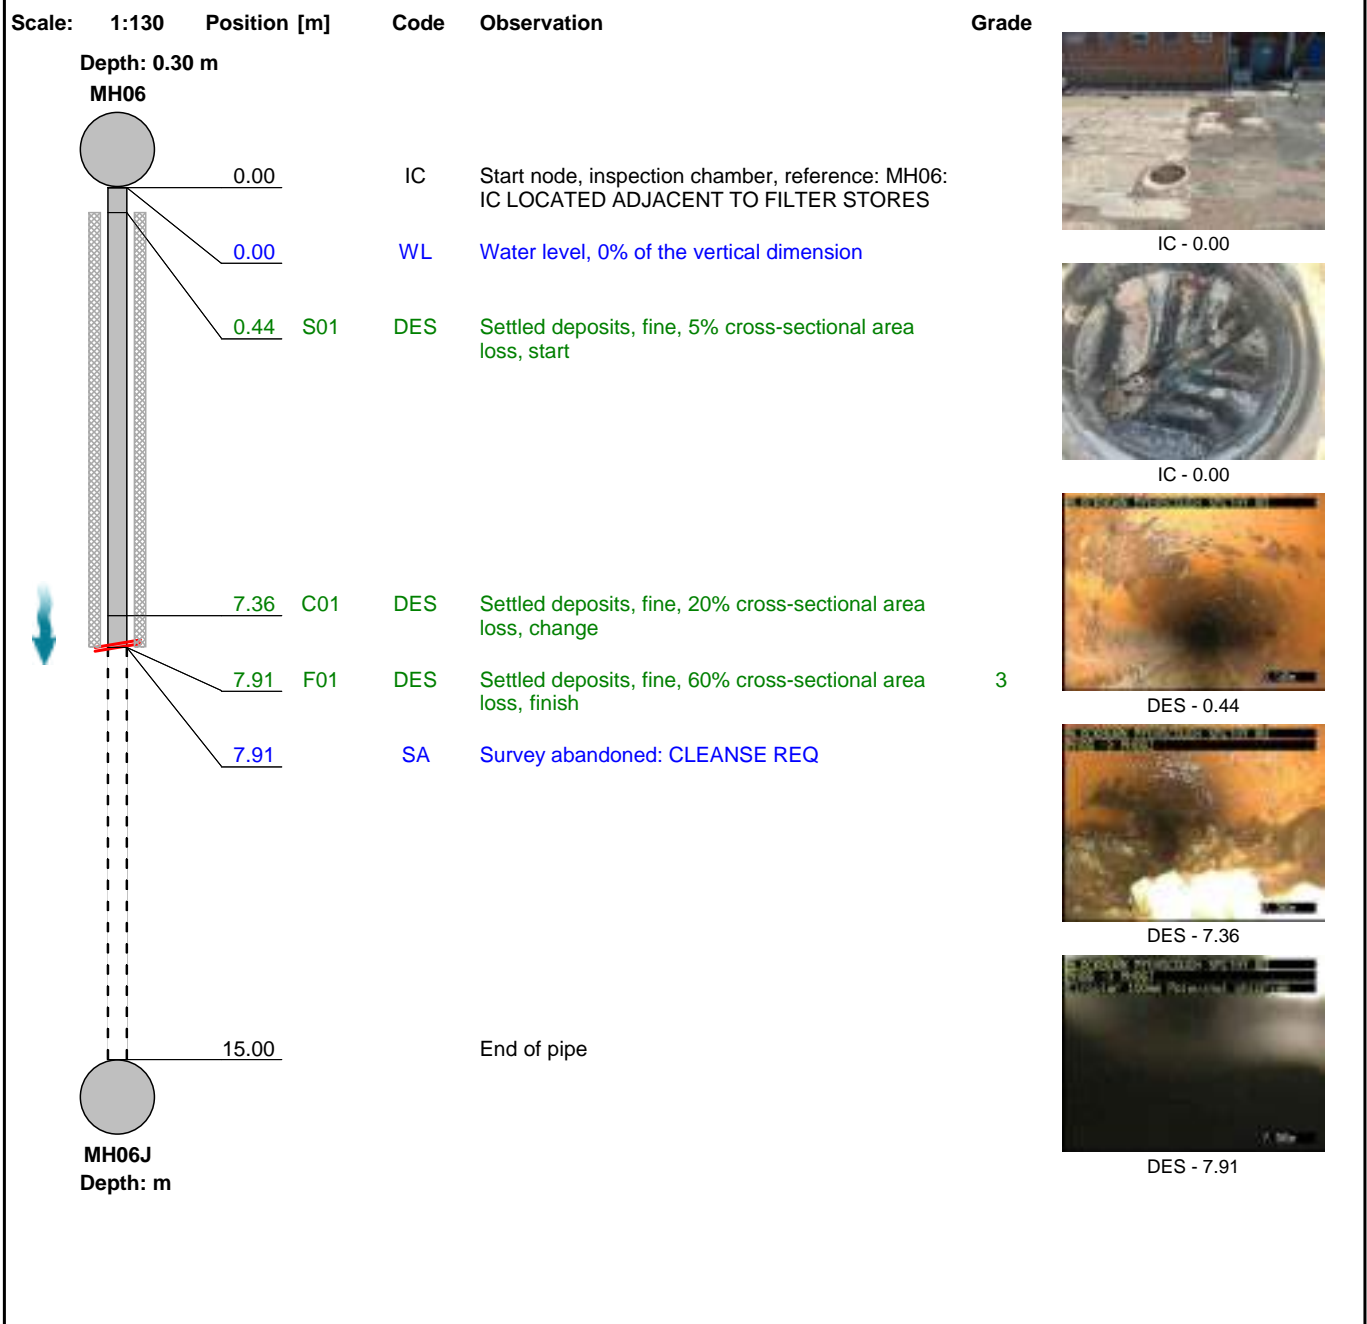 Scale: 1:130 Position [m] Code Observation Grade
Depth: 0.30 m
MH06
0.00 IC Start node, inspection chamber, reference: MH06:
IC LOCATED ADJACENT TO FILTER STORES
IC - 0.00
0.00 WL Water level, 0% of the vertical dimension
0.44 S01 DES Settled deposits, fine, 5% cross-sectional area
loss, start
IC - 0.00
7.36 C01 DES Settled deposits, fine, 20% cross-sectional area
loss, change
7.91 F01 DES Settled deposits, fine, 60% cross-sectional area 3
loss, finish
DES - 0.44
7.91 SA Survey abandoned: CLEANSE REQ
DES - 7.36
15.00 End of pipe
MH06J
Depth: m
DES - 7.91